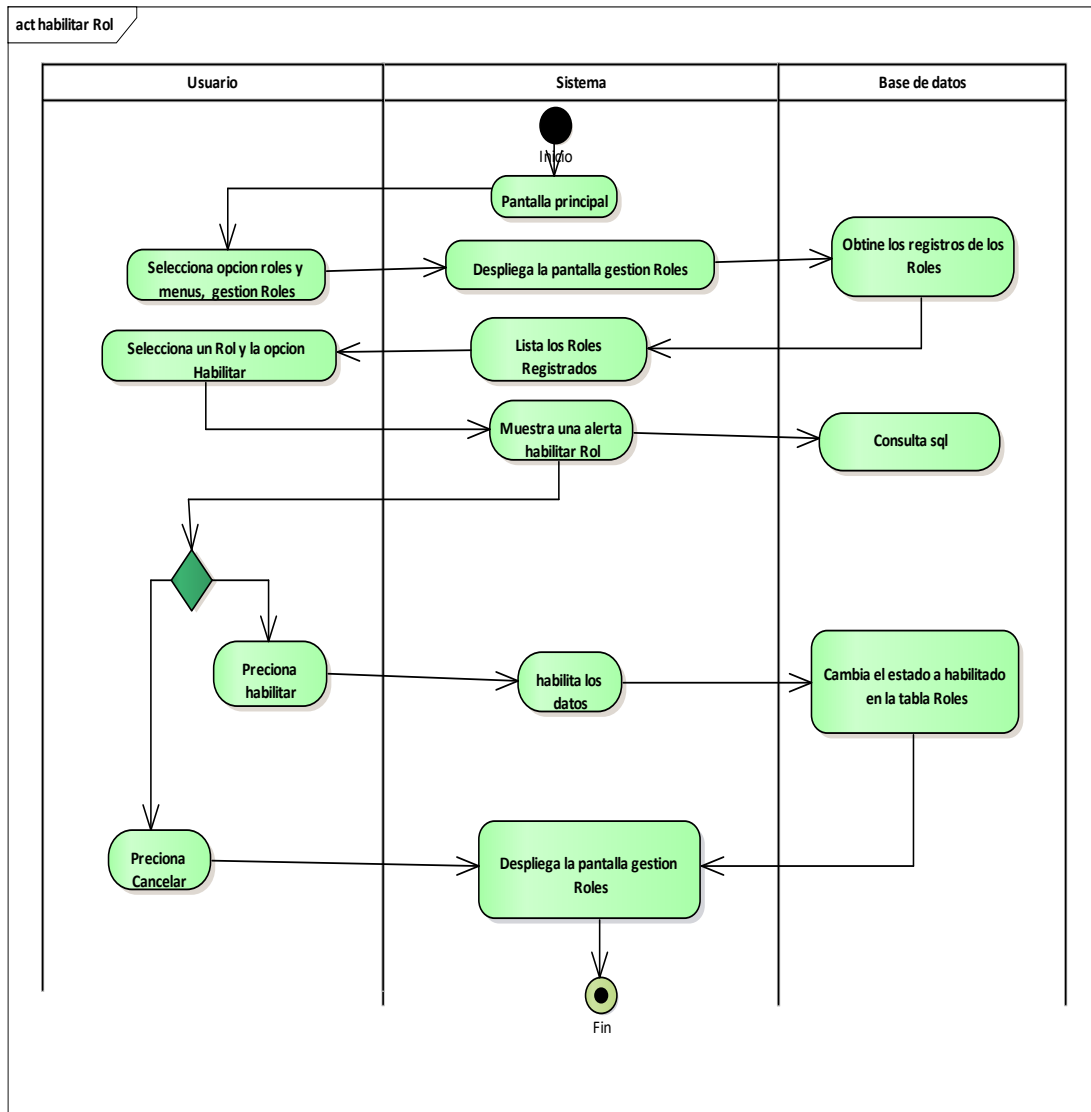 act habilitar Rol
Usuario
Sistema
Base de datos
Inicio
Pantalla principal
Selecciona opcion roles y
menus, gestion Roles
Despliega la pantalla gestion Roles
Obtine los registros de los
Roles
Selecciona un Rol y la opcion
Habilitar
Lista los Roles
Registrados
Muestra una alerta
habilitar Rol
Consulta sql
Preciona
habilitar
habilita los
datos
Cambia el estado a habilitado
en la tabla Roles
Preciona
Cancelar
Despliega la pantalla gestion
Roles
Fin